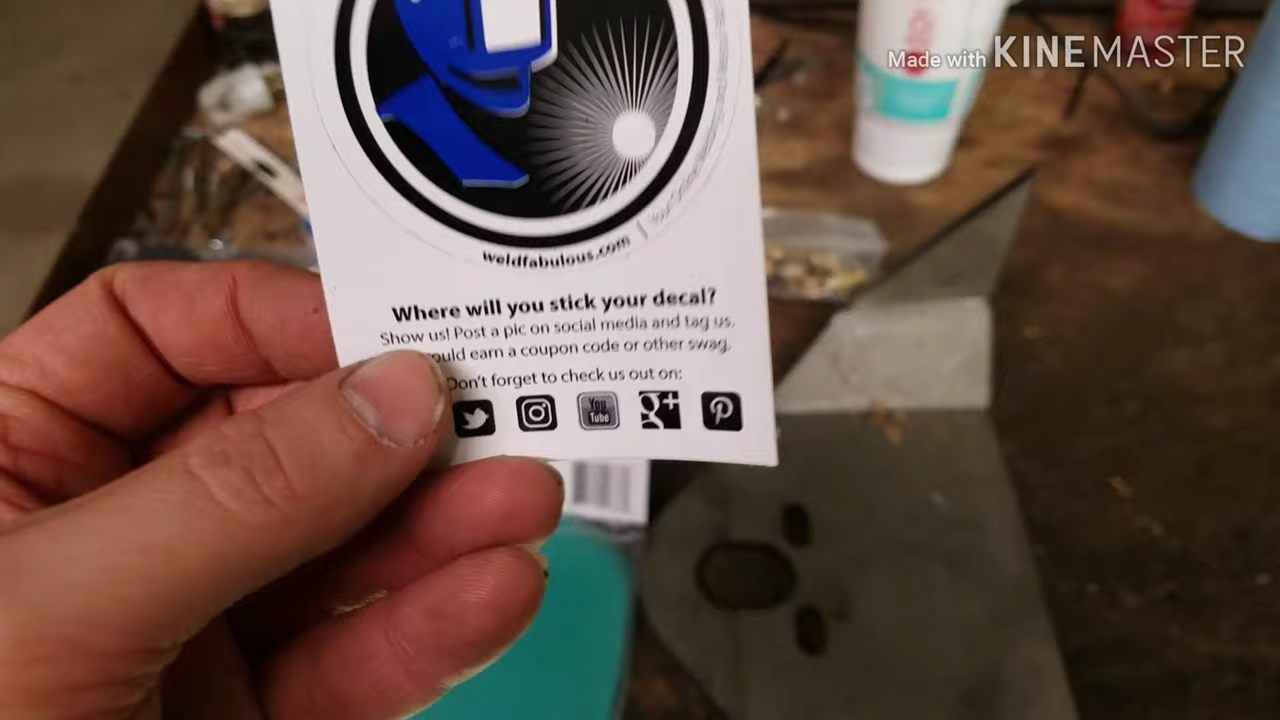 Made with KINEMASTER
weldfabulous.com |
Where will you stick your decal?
Show us! Post a pic on social media and tag us.
ould earn a coupon code or other swag.
Don't forget to check us out on:
You
Tube
g+